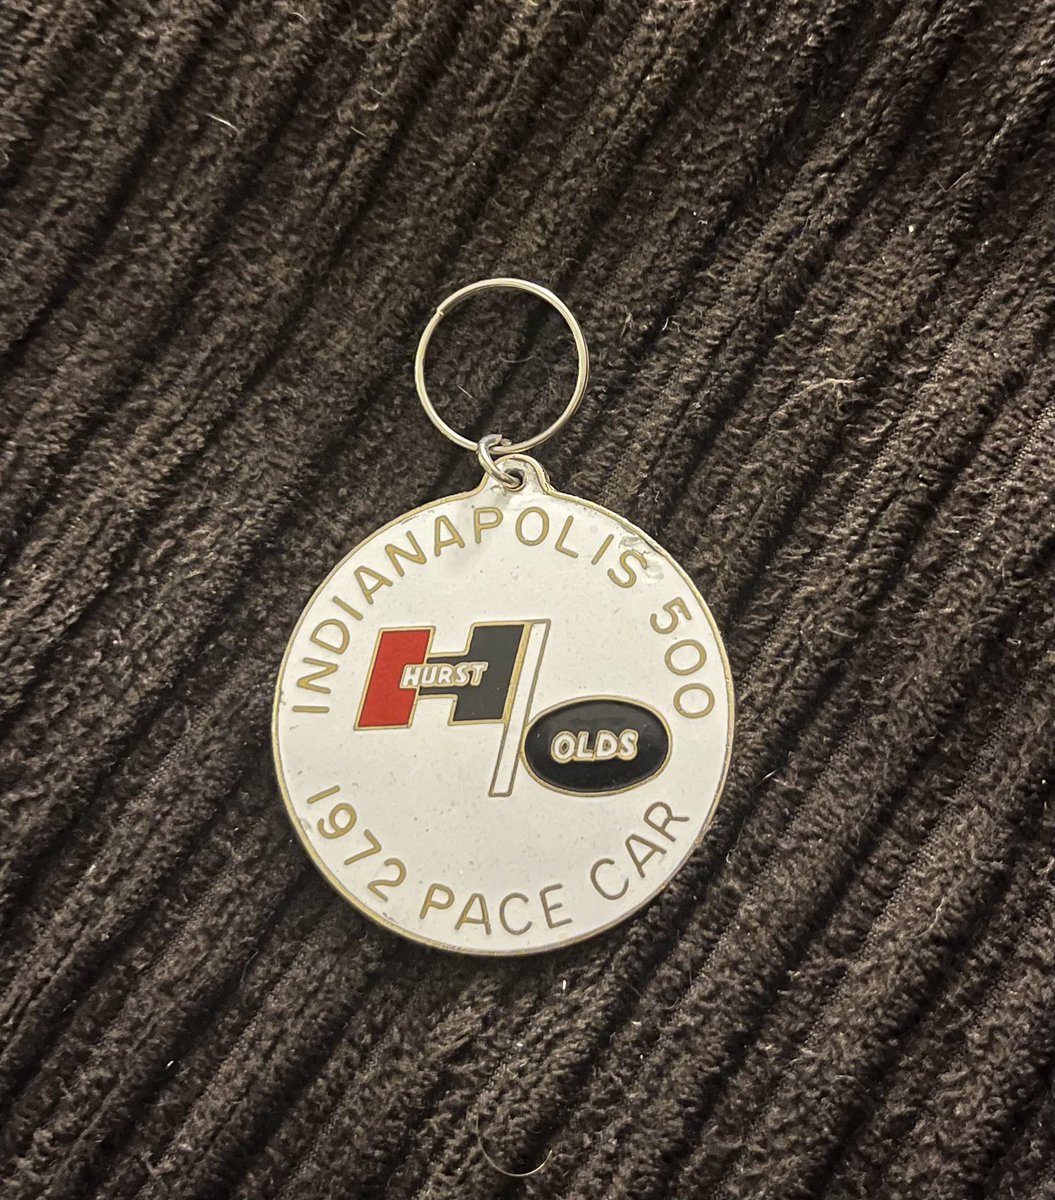 INDIANAPOLIS 500
HURST
OLDS
1972 PACE CAR